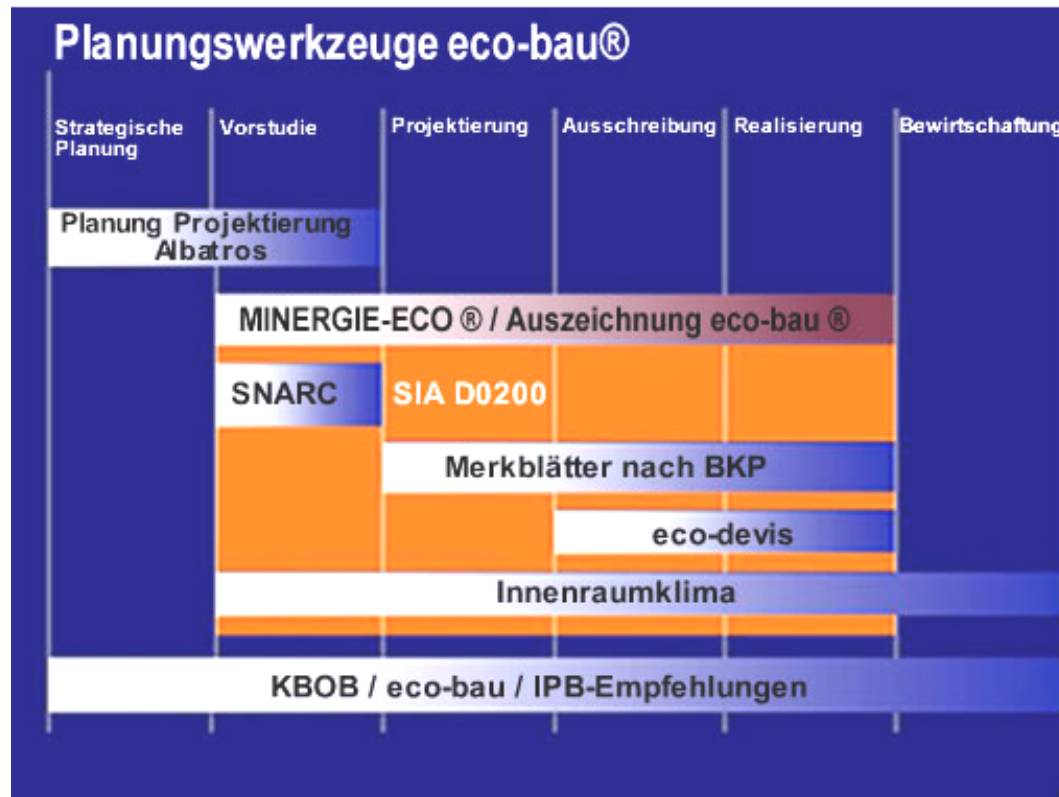 Planungswerkzeuge eco-bau®
Strategische
Planung
Vorstudie
Projektierung
Ausschreibung
Realisierung
Bewirtschaftung
Planung Projektierung
Albatros
MINERGIE-ECO ® / Auszeichnung eco-bau ®
SNARC
SIA D0200
Merkblätter nach BKP
eco-devis
Innenraumklima
KBOB / eco-bau / IPB-Empfehlungen